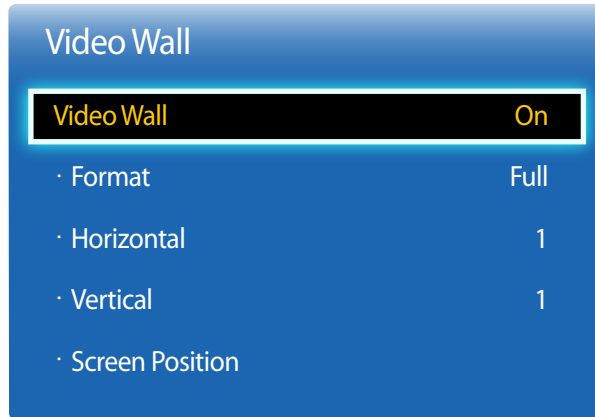 Video Wall
Video Wall On
· Format Full
· Horizontal 1
· Vertical 1
· Screen Position